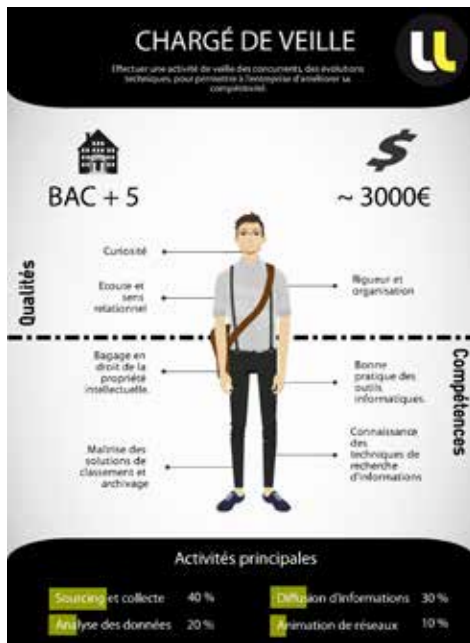 CHARGÉ DE VEILLE
Effectuer une activité de veille des concurrents, des évolutions
techniques, pour permettre à l'entreprise d'améliorer sa
compétitivité.
BAC + 5
~ 3000€
Qualités
Curiosité
Ecoute et
sens
relationnel
Rigueur et
organisation
Compétences
Bagage en
droit de la
propriété
intellectuelle.
Bonne
pratique des
outils
informatiques.
Maîtrise des
solutions de
classement et
archivage
Connaissance
des
techniques de
recherche
d'informations
Activités principales
Sourcing et collecte 40 %
Diffusion d'informations 30 %
Analyse des données 20 %
Animation de réseaux 10 %